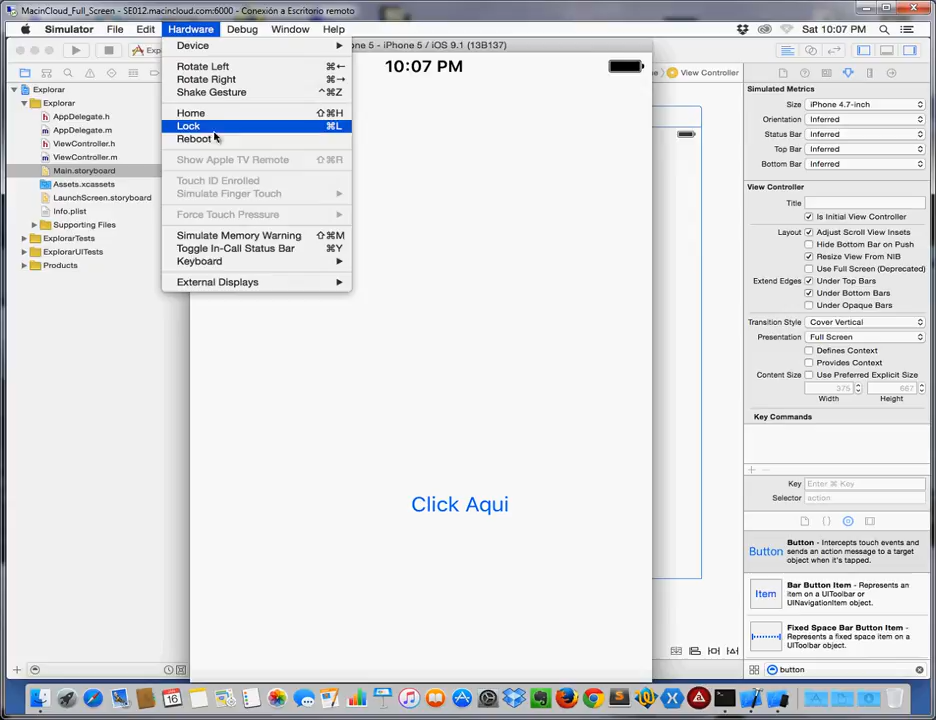 MacinCloud_Full_Screen - SE012.macincloud.com:6000 - Conexión a Escritorio remoto
Simulator File Edit Hardware Debug Window Help Sat 10:07 PM
5 - iPhone 5 / iOS 9.1 (13B137)
View Controller
10:07 PM
Device
Rotate Left ⌘←
Rotate Right ⌘→
Shake Gesture ^⌘Z
Home ⇧⌘H
Lock ⌘L
Reboot
Show Apple TV Remote ⇧⌘R
Touch ID Enrolled
Simulate Finger Touch
Force Touch Pressure
Simulate Memory Warning ⇧⌘M
Toggle In-Call Status Bar ⌘Y
Keyboard
External Displays
Explorar
Explorar
AppDelegate.h
AppDelegate.m
ViewController.h
ViewController.m
Main.storyboard
Assets.xcassets
LaunchScreen.storyboard
Info.plist
Supporting Files
ExplorarTests
ExplorarUITests
Products
Click Aqui
Simulated Metrics
Size iPhone 4.7-inch
Orientation Inferred
Status Bar Inferred
Top Bar Inferred
Bottom Bar Inferred
View Controller
Title
Is Initial View Controller
Layout Adjust Scroll View Insets
Hide Bottom Bar on Push
Resize View From NIB
Use Full Screen (Deprecated)
Extend Edges Under Top Bars
Under Bottom Bars
Under Opaque Bars
Transition Style Cover Vertical
Presentation Full Screen
Defines Context
Provides Context
Content Size Use Preferred Explicit Size
375 667
Width Height
Key Commands
Key Enter ⌘ Key
Selector action
Button
Button - Intercepts touch events and
sends an action message to a target
object when it's tapped.
Item
Bar Button Item - Represents an
item on a UIToolbar or
UINavigationItem object.
Fixed Space Bar Button Item -
Represents a fixed space item on a
UIToolbar object.
button